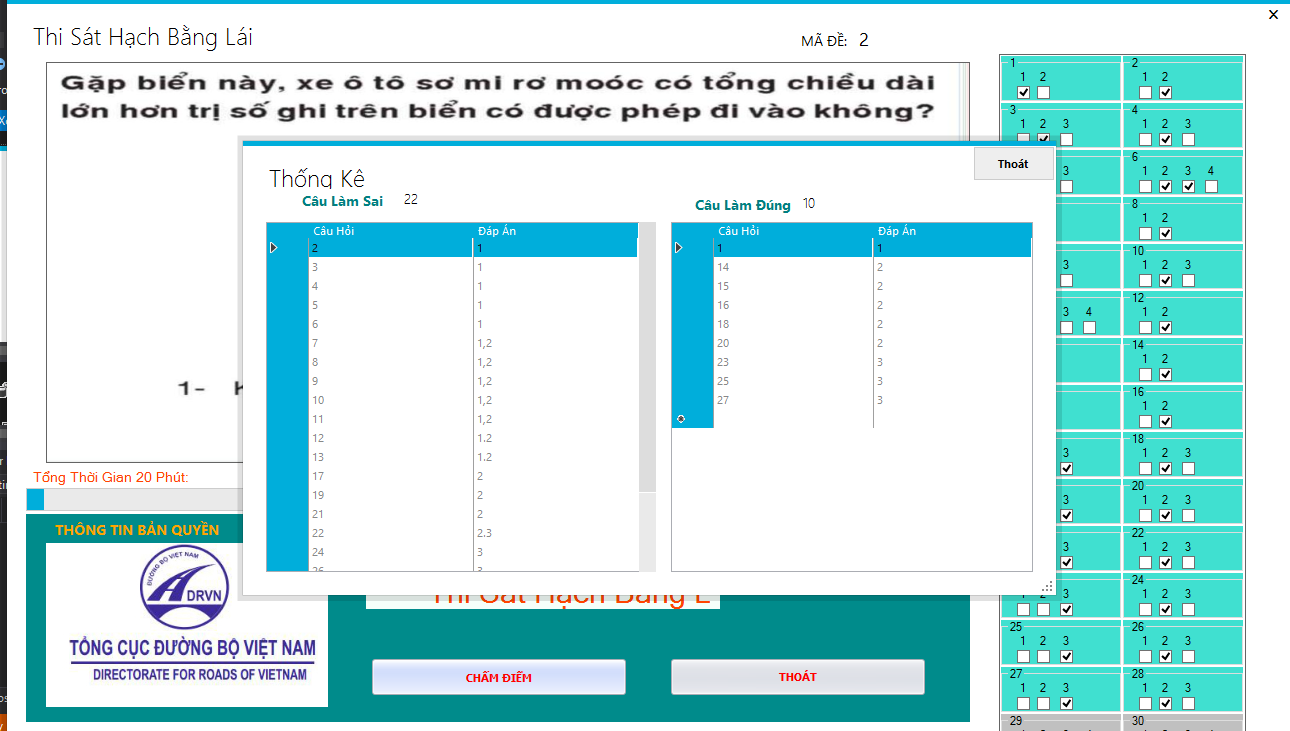 Thi Sát Hạch Bằng Lái
MÃ ĐỀ: 2
Gặp biển này, xe ô tô sơ mi rơ moóc có tổng chiều dài
lớn hơn trị số ghi trên biển có được phép đi vào không?
1-
Thoát
Thống Kê
Câu Làm Sai 22
Câu Hỏi Đáp Án
2 1
3 1
4 1
5 1
6 1
7 1,2
8 1,2
9 1,2
10 1,2
11 1,2
12 1.2
13 1.2
17 2
19 2
21 2
22 2.3
24 3
26 3
Câu Làm Đúng 10
Câu Hỏi Đáp Án
1 1
14 2
15 2
16 2
18 2
20 2
23 3
25 3
27 3
Tổng Thời Gian 20 Phút:
THÔNG TIN BẢN QUYỀN
ĐƯỜNG BỘ VIỆT NAM
DRVN
TỔNG CỤC ĐƯỜNG BỘ VIỆT NAM
DIRECTORATE FOR ROADS OF VIETNAM
Thi Sát Hạch Bằng L
CHẤM ĐIỂM
THOÁT
1
1 2
2
1 2
3
1 2 3
4
1 2 3
3
6
1 2 3 4
8
1 2
3
10
1 2 3
3 4
12
1 2
14
1 2
16
1 2
3
18
1 2 3
3
20
1 2 3
3
22
1 2 3
1 2 3
24
1 2 3
25
1 2 3
26
1 2 3
27
1 2 3
28
1 2 3
29
30